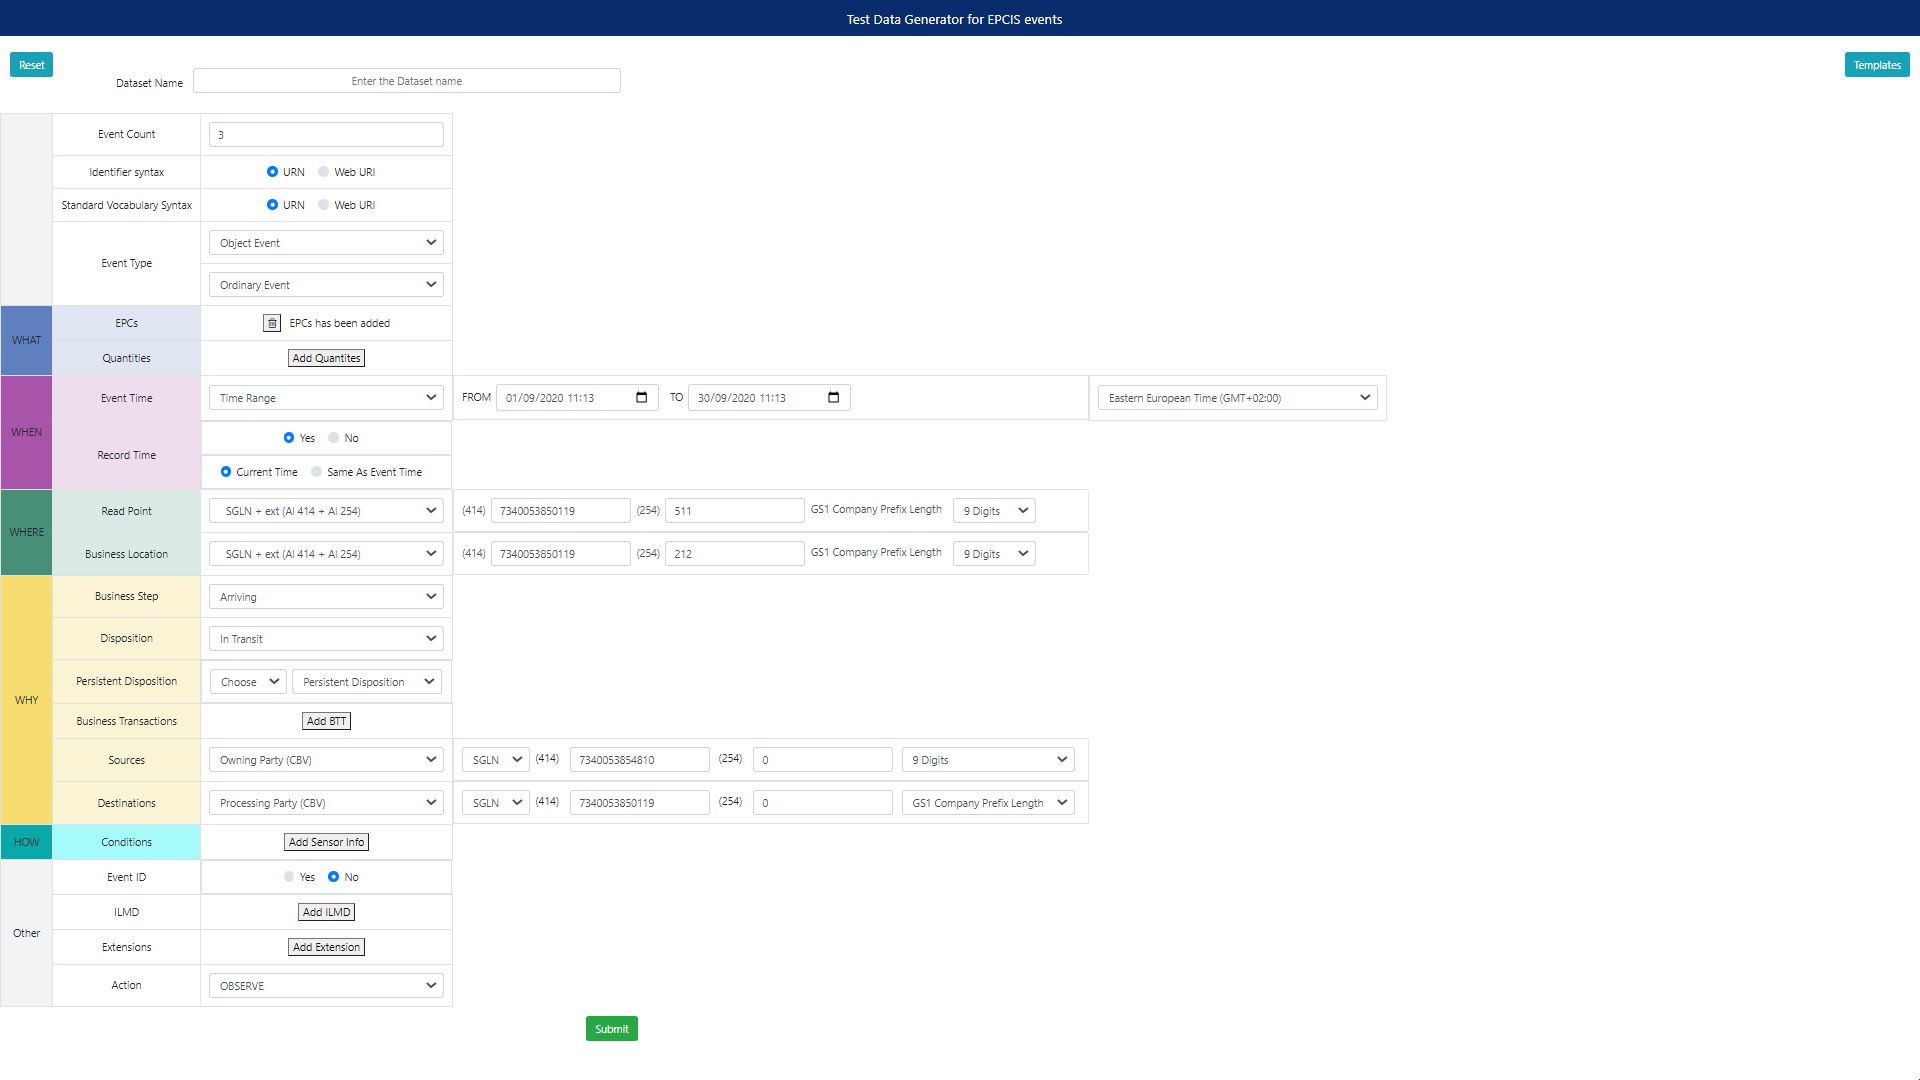 Test Data Generator for EPCIS events
Reset
Templates
Dataset Name Enter the Dataset name
Event Count 3
Identifier syntax URN Web URI
Standard Vocabulary Syntax URN Web URI
Event Type
Object Event
Ordinary Event
WHAT
EPCs EPCs has been added
Quantities Add Quantites
WHEN
Event Time Time Range FROM 01/09/2020 11:13 TO 30/09/2020 11:13 Eastern European Time (GMT+02:00)
Record Time
Yes No
Current Time Same As Event Time
WHERE
Read Point SGLN + ext (AI 414 + AI 254) (414) 7340053850119 (254) 511 GS1 Company Prefix Length 9 Digits
Business Location SGLN + ext (AI 414 + AI 254) (414) 7340053850119 (254) 212 GS1 Company Prefix Length 9 Digits
WHY
Business Step Arriving
Disposition In Transit
Persistent Disposition Choose Persistent Disposition
Business Transactions Add BTT
Sources Owning Party (CBV) SGLN (414) 7340053854810 (254) 0 9 Digits
Destinations Processing Party (CBV) SGLN (414) 7340053850119 (254) 0 GS1 Company Prefix Length
HOW Conditions Add Sensor Info
Other
Event ID Yes No
ILMD Add ILMD
Extensions Add Extension
Action OBSERVE
Submit